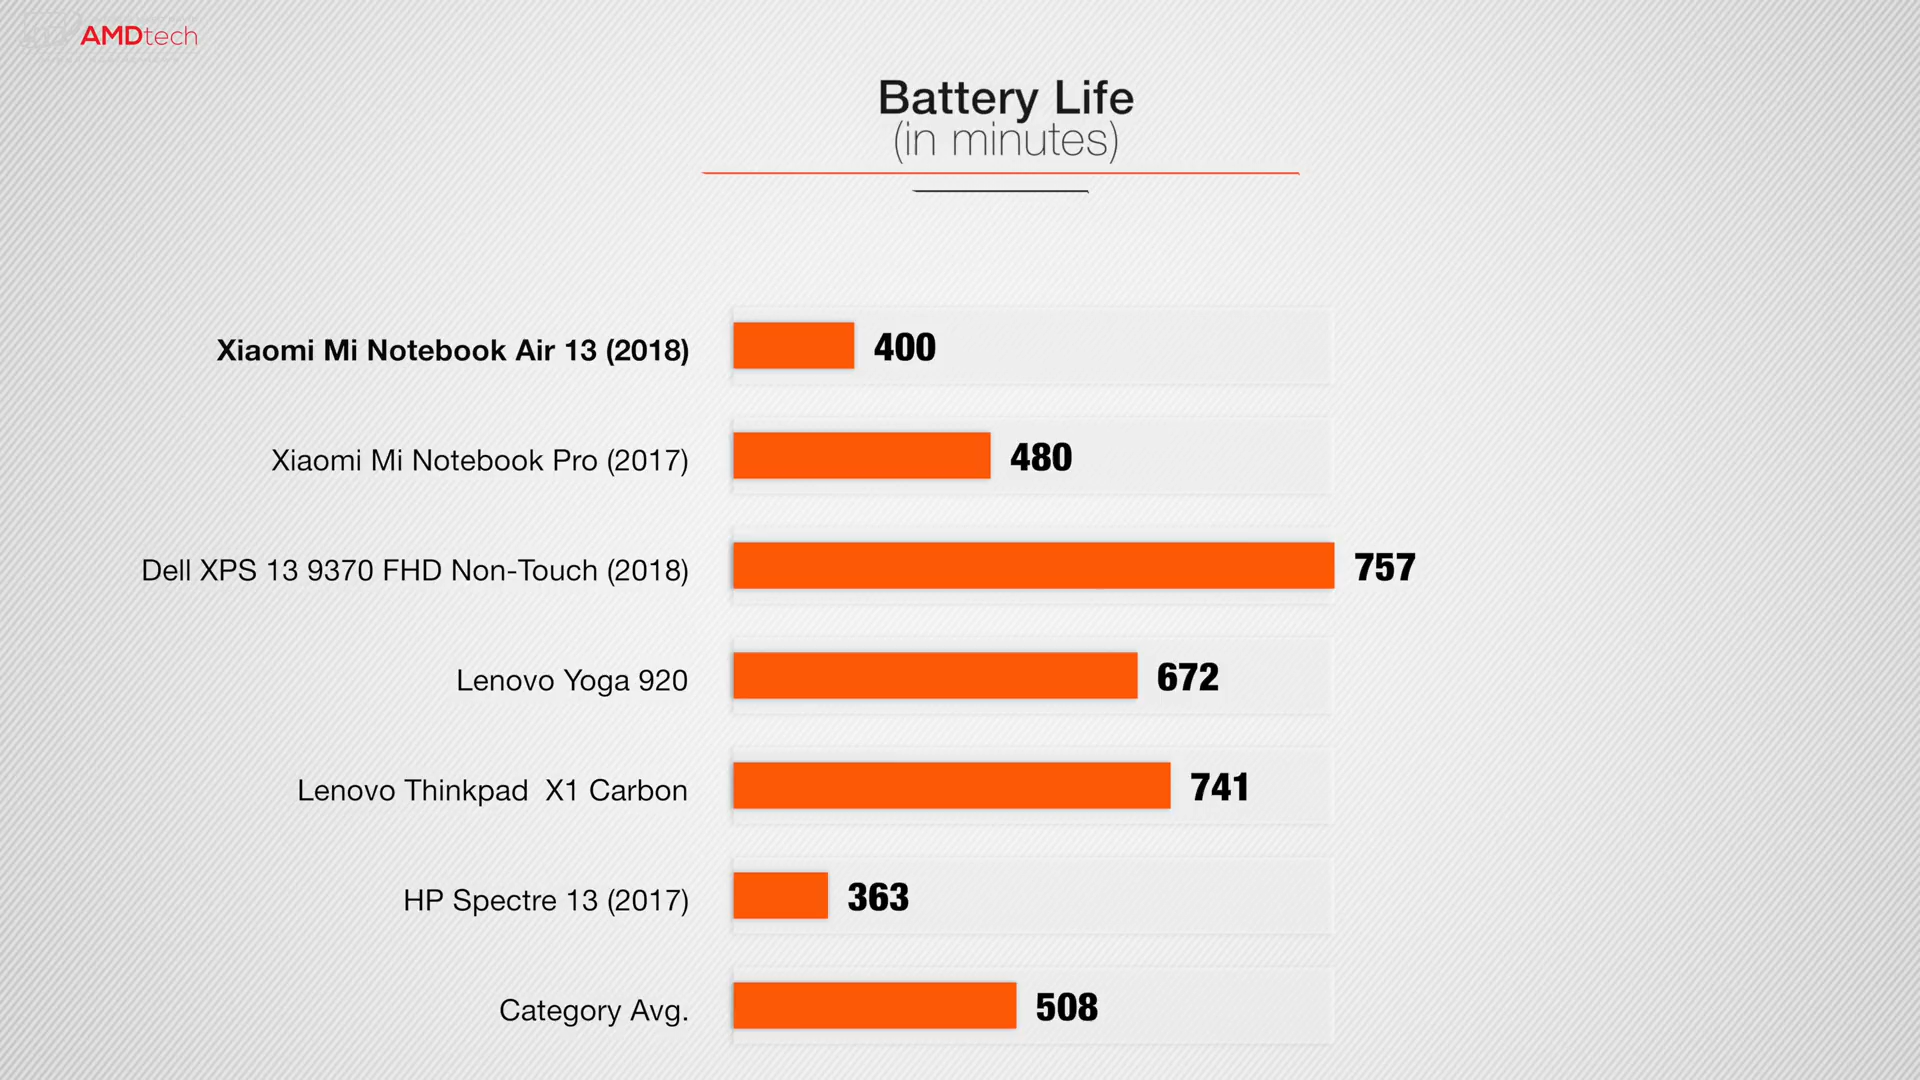 AMDtech
Battery Life
(in minutes)
Xiaomi Mi Notebook Air 13 (2018) 400
Xiaomi Mi Notebook Pro (2017) 480
Dell XPS 13 9370 FHD Non-Touch (2018) 757
Lenovo Yoga 920 672
Lenovo Thinkpad X1 Carbon 741
HP Spectre 13 (2017) 363
Category Avg. 508